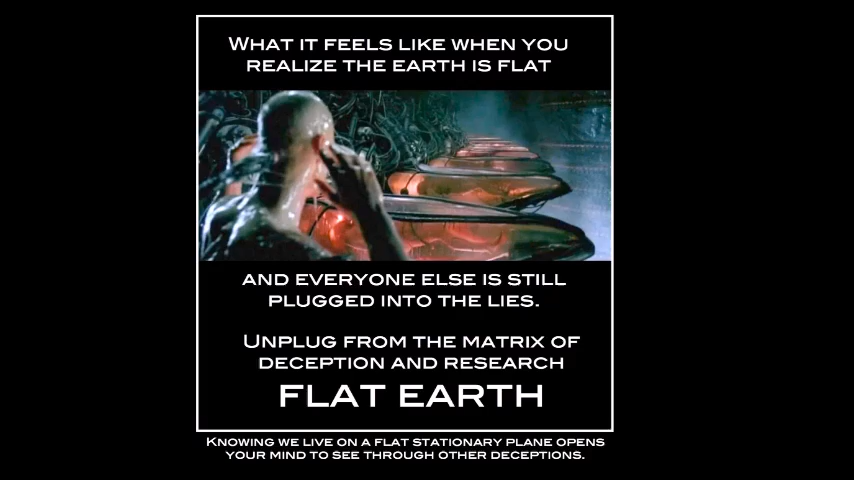 What it feels like when you
realize the earth is flat
and everyone else is still
plugged into the lies.
Unplug from the matrix of
deception and research
FLAT EARTH
Knowing we live on a flat stationary plane opens
your mind to see through other deceptions.